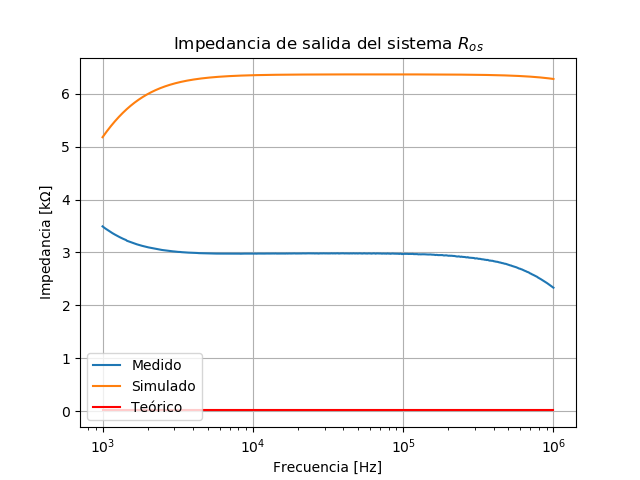 Impedancia de salida del sistema $R_{os}$
Impedancia [kΩ]
6
5
4
3
2
1
0
Medido
Simulado
Teórico
10³ 10⁴ 10⁵ 10⁶
Frecuencia [Hz]